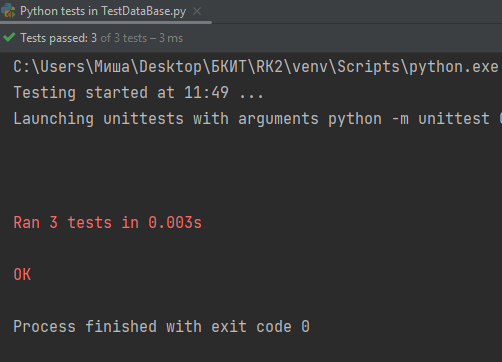 Python tests in TestDataBase.py ×
Tests passed: 3 of 3 tests – 3 ms
C:\Users\Миша\Desktop\БКИТ\RK2\venv\Scripts\python.exe
Testing started at 11:49 ...
Launching unittests with arguments python -m unittest
Ran 3 tests in 0.003s
OK
Process finished with exit code 0